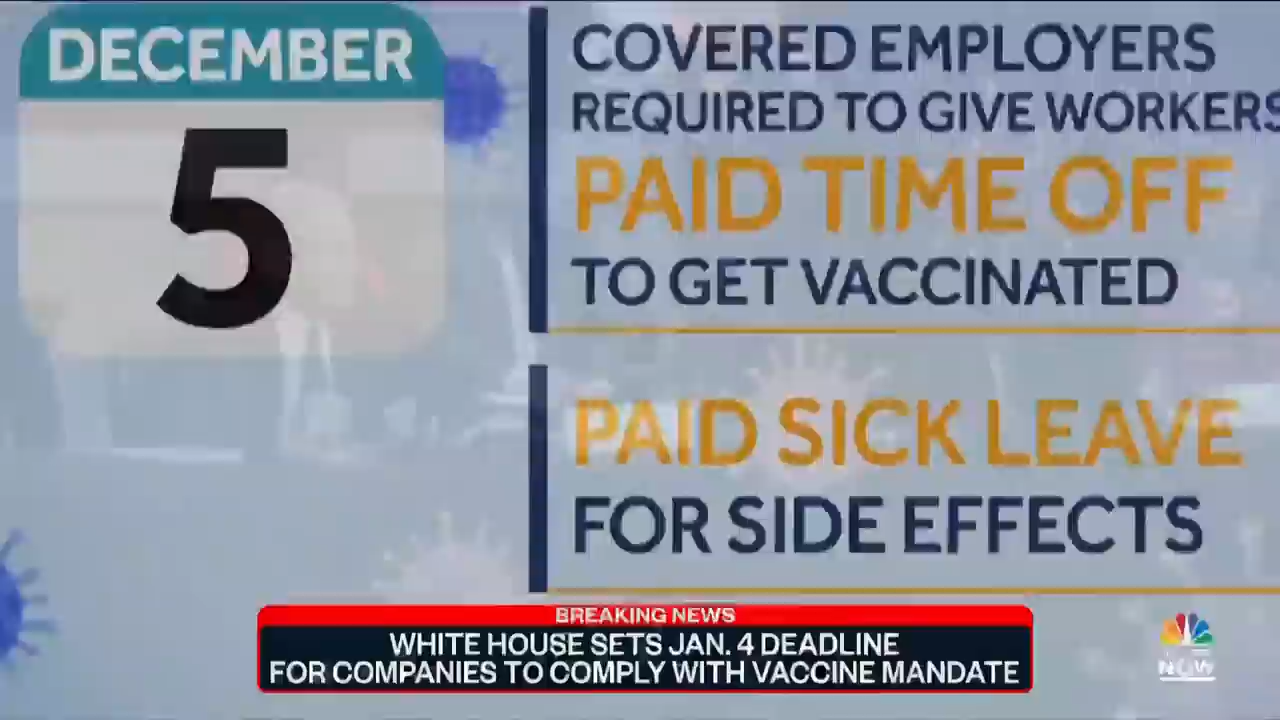 DECEMBER
5
COVERED EMPLOYERS
REQUIRED TO GIVE WORKERS
PAID TIME OFF
TO GET VACCINATED
PAID SICK LEAVE
FOR SIDE EFFECTS
BREAKING NEWS
WHITE HOUSE SETS JAN. 4 DEADLINE
FOR COMPANIES TO COMPLY WITH VACCINE MANDATE
NOW